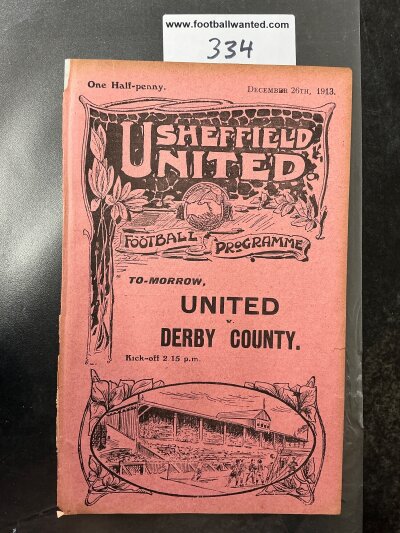 www.footballwanted.com
334
One Half-penny. December 26th, 1913.
SHEFFIELD
UNITED
FOOTBALL PROGRAMME
TO-MORROW,
UNITED
v.
DERBY COUNTY.
Kick-off 2 15 p.m.